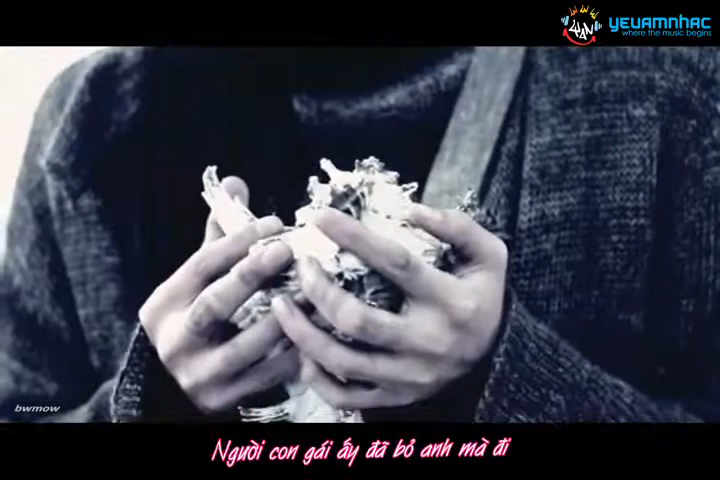 YEUAMNHAC
where the music begins
bwmow
Người con gái ấy đã bỏ anh mà đi